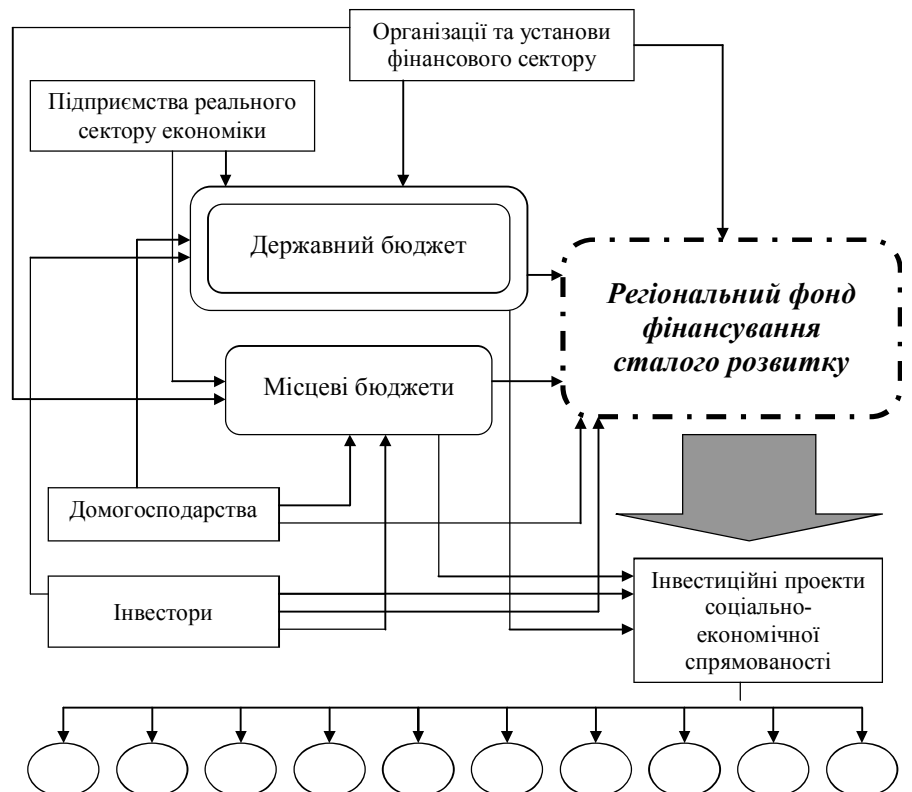 Організації та установи
фінансового сектору
Підприємства реального
сектору економіки
Державний бюджет
Регіональний фонд
фінансування
сталого розвитку
Місцеві бюджети
Домогосподарства
Інвестори
Інвестиційні проекти
соціально-
економічної
спрямованості